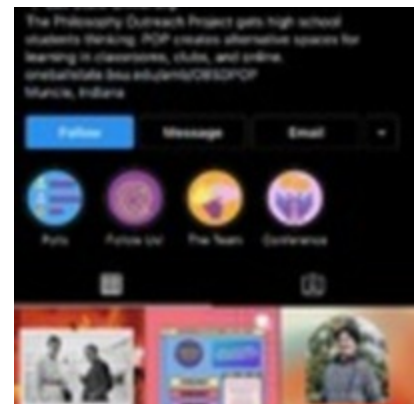 The Philosophy Outreach Project gets high school
students thinking. POP creates alternative spaces for
learning in classrooms, clubs, and online.
Muncie, Indiana
Follow Message Email
Polls Follow Us! The Team Conference